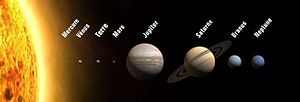 Mercure
Vénus
Terre
Mars
Jupiter
Saturne
Uranus
Neptune